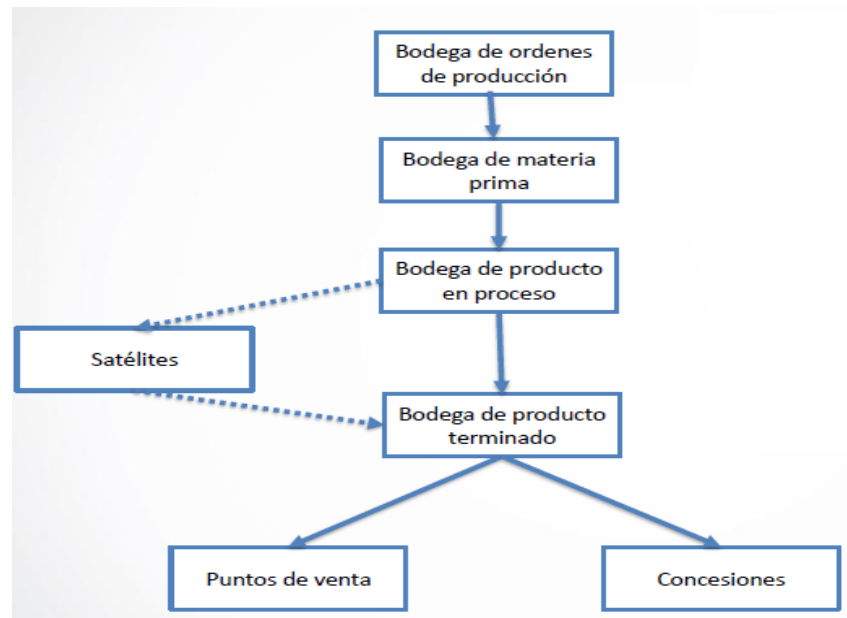 Bodega de ordenes
de producción
Bodega de materia
prima
Bodega de producto
en proceso
Satélites
Bodega de producto
terminado
Puntos de venta
Concesiones